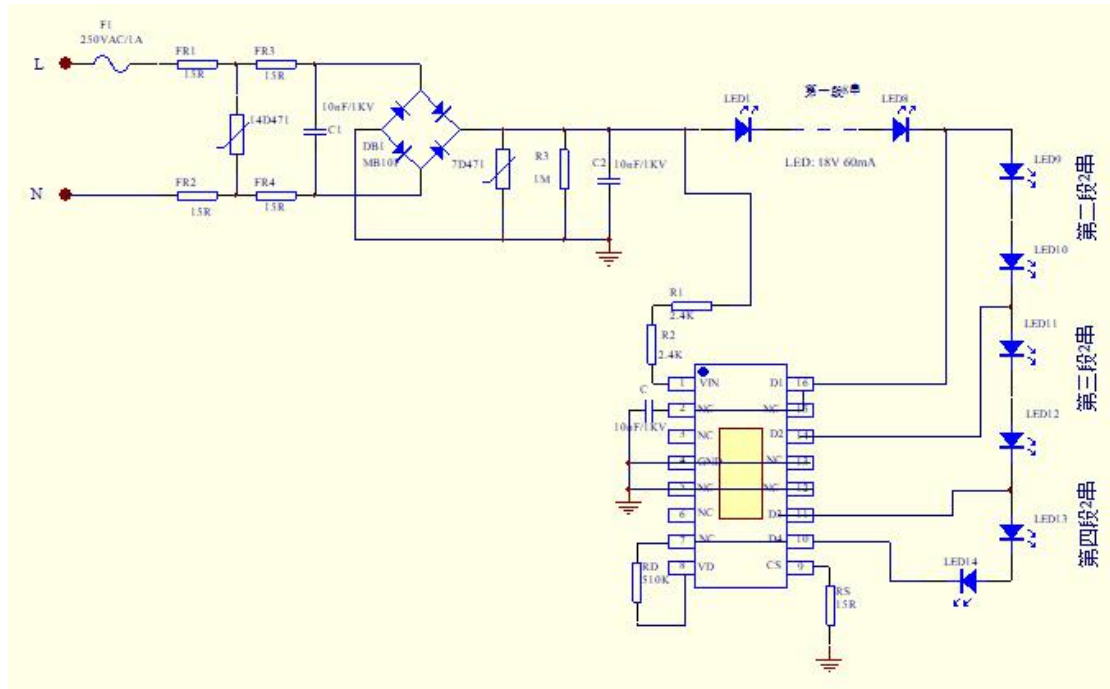 F1
250VAC/1A
L
FR1
15R
FR3
15R
14D471
10nF/1KV
C1
DB1
7D471
R3
1M
C2
10nF/1KV
N
FR2
15R
FR4
15R
LED1
LED8
LED: 18V 60mA
LED9
第二段2串
LED10
LED11
第三段2串
LED12
LED13
第四段2串
LED14
R1
2.4K
R2
2.4K
C
10nF/1KV
1 VIN D1 16
2 NC NC 15
3 NC D2 14
4 GND NC 13
5 NC NC 12
6 NC D3 11
7 NC D4 10
8 VD CS 9
RD
510K
RS
15R